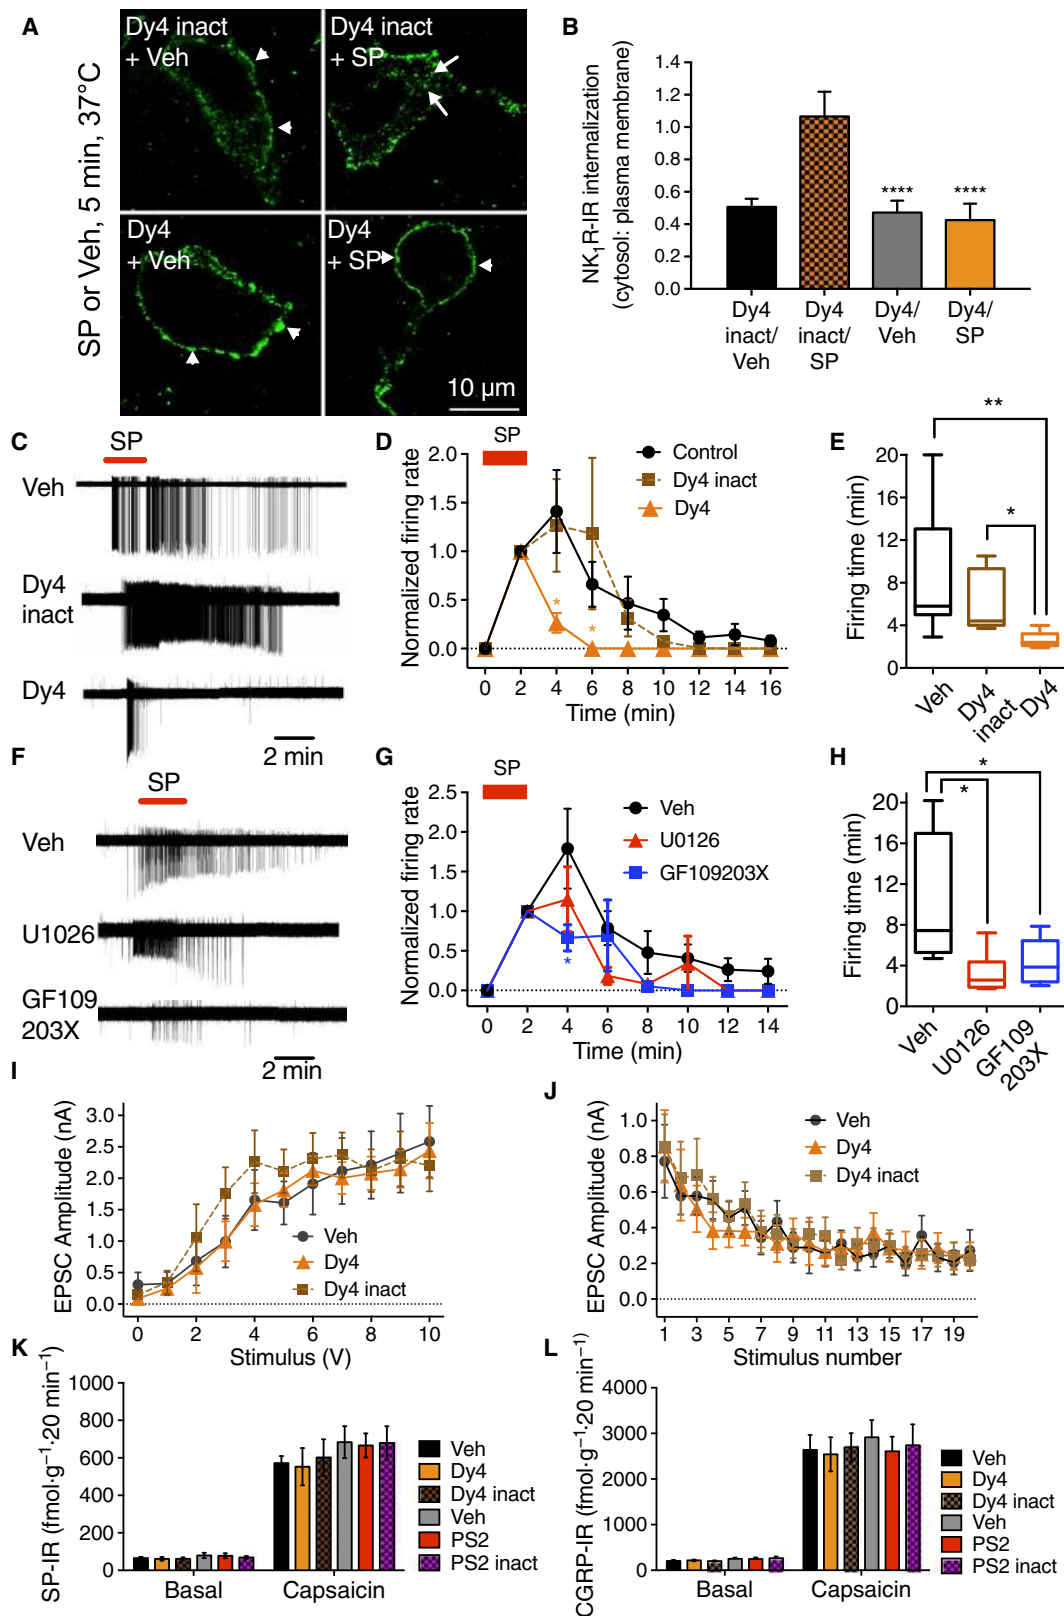 A
SP or Veh, 5 min, 37°C
Dy4 inact
+ Veh
Dy4 inact
+ SP
Dy4
+ Veh
Dy4
+ SP
10 µm
B
NK1R-IR internalization
(cytosol: plasma membrane)
1.4
1.2
1.0
0.8
0.6
0.4
0.2
0.0
**** ****
Dy4 inact/ Veh
Dy4 inact/ SP
Dy4/ Veh
Dy4/ SP
C
SP
Veh
Dy4
inact
Dy4
2 min
D
SP
Normalized firing rate
2.0
1.5
1.0
0.5
0.0
* *
0 2 4 6 8 10 12 14 16
Time (min)
Control
Dy4 inact
Dy4
E
Firing time (min)
20
16
12
8
4
0
**
*
Veh
Dy4 inact
Dy4
F
SP
Veh
U1026
GF109
203X
2 min
G
SP
Normalized firing rate
2.5
2.0
1.5
1.0
0.5
0.0
*
0 2 4 6 8 10 12 14
Time (min)
Veh
U0126
GF109203X
H
Firing time (min)
20
16
12
8
4
0
*
*
Veh
U0126
GF109
203X
I
EPSC Amplitude (nA)
3.0
2.5
2.0
1.5
1.0
0.5
0.0
0 2 4 6 8 10
Stimulus (V)
Veh
Dy4
Dy4 inact
J
EPSC Amplitude (nA)
1.0
0.8
0.6
0.4
0.2
0.0
1 3 5 7 9 11 13 15 17 19
Stimulus number
Veh
Dy4
Dy4 inact
K
SP-IR (fmol·g−1·20 min−1)
1000
800
600
400
200
0
Basal Capsaicin
Veh
Dy4
Dy4 inact
Veh
PS2
PS2 inact
L
CGRP-IR (fmol·g−1·20 min−1)
4000
3000
2000
1000
0
Basal Capsaicin
Veh
Dy4
Dy4 inact
Veh
PS2
PS2 inact